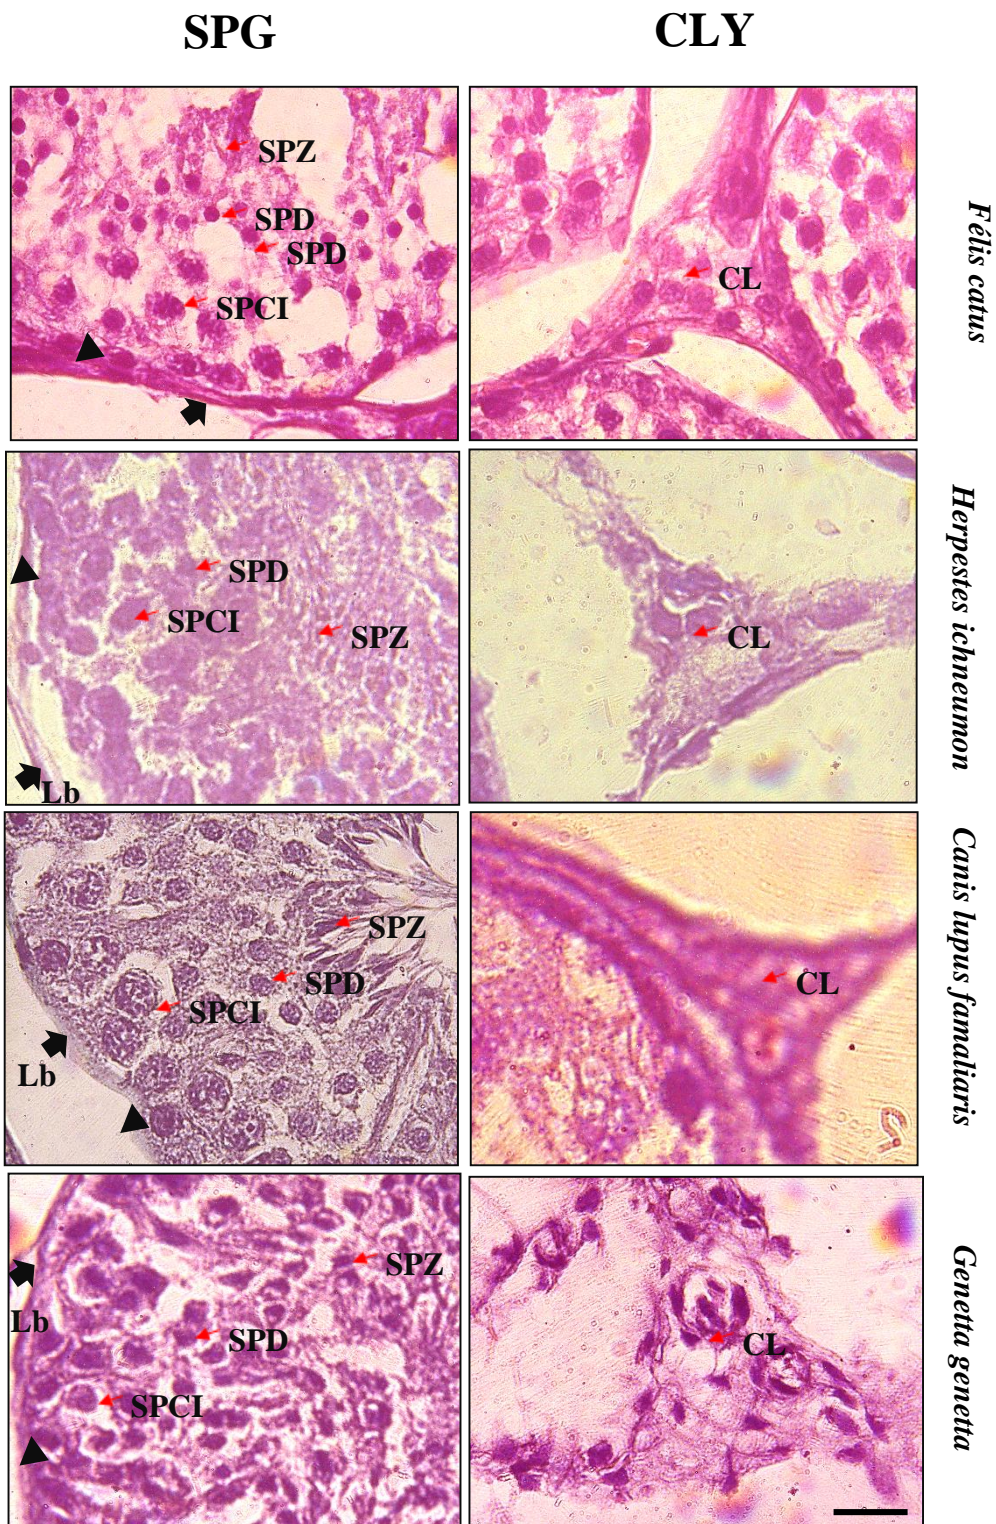 SPG
CLY
SPZ
SPD
SPD
SPCI
CL
Félis catus
SPD
SPCI
SPZ
Lb
CL
Herpestes ichneumon
SPZ
SPD
SPCI
Lb
CL
Canis lupus famaliaris
SPZ
Lb
SPD
SPCI
CL
Genetta genetta